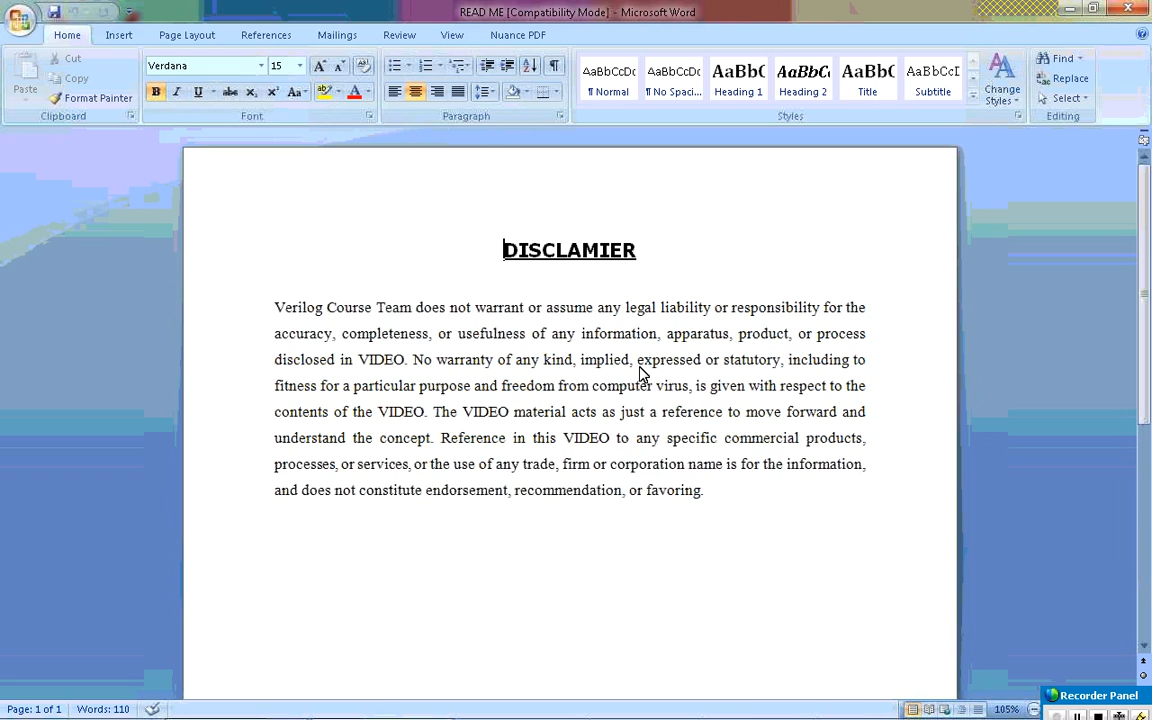 READ ME [Compatibility Mode] - Microsoft Word
Home Insert Page Layout References Mailings Review View Nuance PDF
Paste
Cut
Copy
Format Painter
Clipboard
Verdana 15
Font
Paragraph
AaBbCcDc AaBbCcDc AaBbC AaBbC AaBbC AaBbCcI
¶ Normal ¶ No Spaci... Heading 1 Heading 2 Title Subtitle
Change Styles
Styles
Find
Replace
Select
Editing
DISCLAMIER
Verilog Course Team does not warrant or assume any legal liability or responsibility for the
accuracy, completeness, or usefulness of any information, apparatus, product, or process
disclosed in VIDEO. No warranty of any kind, implied, expressed or statutory, including to
fitness for a particular purpose and freedom from computer virus, is given with respect to the
contents of the VIDEO. The VIDEO material acts as just a reference to move forward and
understand the concept. Reference in this VIDEO to any specific commercial products,
processes, or services, or the use of any trade, firm or corporation name is for the information,
and does not constitute endorsement, recommendation, or favoring.
Page: 1 of 1 Words: 110 105%
Recorder Panel